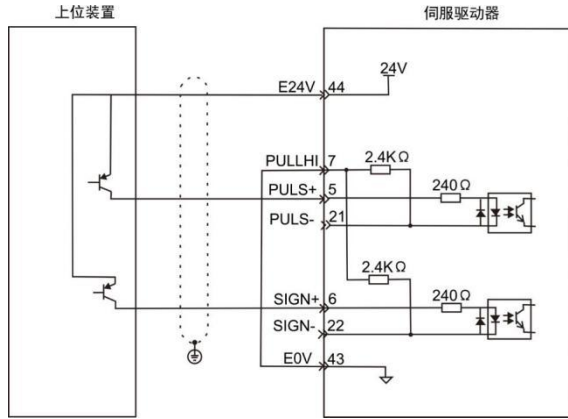 上位装置
伺服驱动器
24V
E24V 44
PULLHI 7
2.4KΩ
PULS+ 5
240Ω
PULS- 21
2.4KΩ
SIGN+ 6
240Ω
SIGN- 22
E0V 43